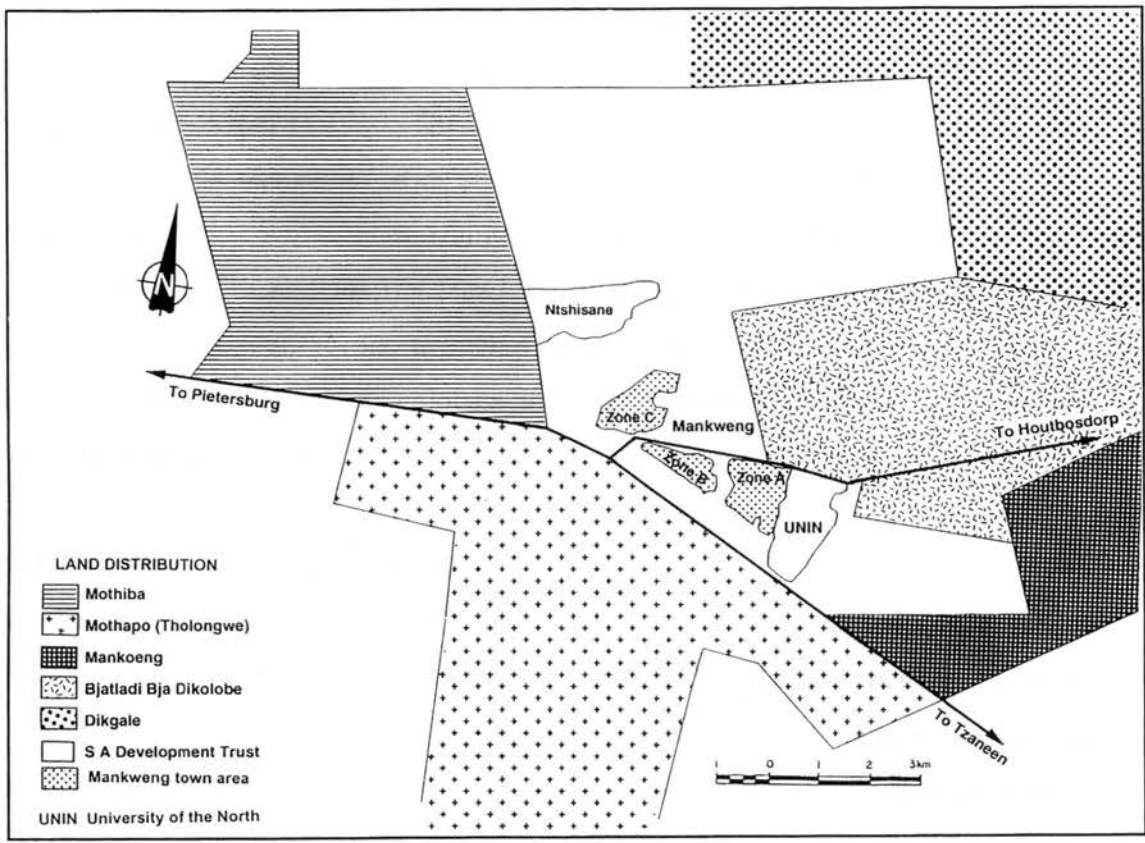 N
Ntshisane
To Pietersburg
Zone C
Mankweng
To Houtbosdorp
Zone B
Zone A
UNIN
To Tzaneen
LAND DISTRIBUTION
Mothiba
Mothapo (Tholongwe)
Mankoeng
Bjatladi Bja Dikolobe
Dikgale
S A Development Trust
Mankweng town area
UNIN University of the North
1 0 1 2 3km